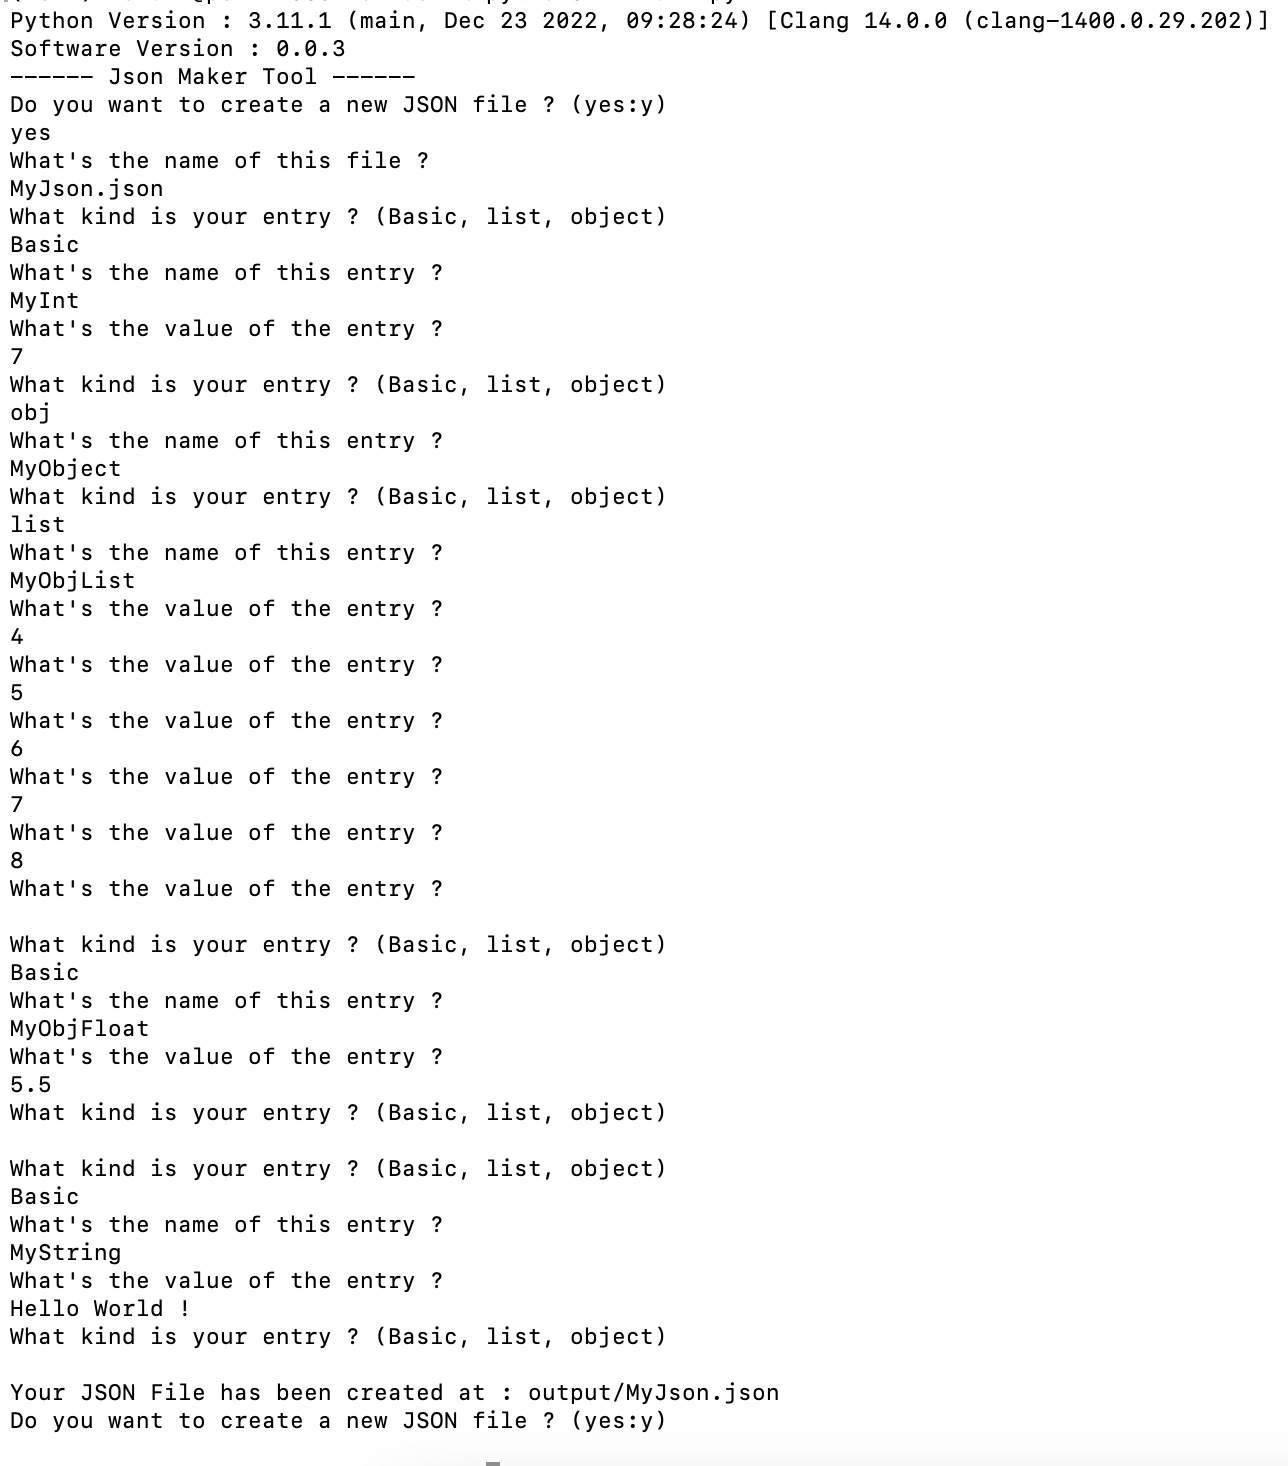 Python Version : 3.11.1 (main, Dec 23 2022, 09:28:24) [Clang 14.0.0 (clang-1400.0.29.202)]
Software Version : 0.0.3
------ Json Maker Tool ------
Do you want to create a new JSON file ? (yes:y)
yes
What's the name of this file ?
MyJson.json
What kind is your entry ? (Basic, list, object)
Basic
What's the name of this entry ?
MyInt
What's the value of the entry ?
7
What kind is your entry ? (Basic, list, object)
obj
What's the name of this entry ?
MyObject
What kind is your entry ? (Basic, list, object)
list
What's the name of this entry ?
MyObjList
What's the value of the entry ?
4
What's the value of the entry ?
5
What's the value of the entry ?
6
What's the value of the entry ?
7
What's the value of the entry ?
8
What's the value of the entry ?
What kind is your entry ? (Basic, list, object)
Basic
What's the name of this entry ?
MyObjFloat
What's the value of the entry ?
5.5
What kind is your entry ? (Basic, list, object)
What kind is your entry ? (Basic, list, object)
Basic
What's the name of this entry ?
MyString
What's the value of the entry ?
Hello World !
What kind is your entry ? (Basic, list, object)
Your JSON File has been created at : output/MyJson.json
Do you want to create a new JSON file ? (yes:y)